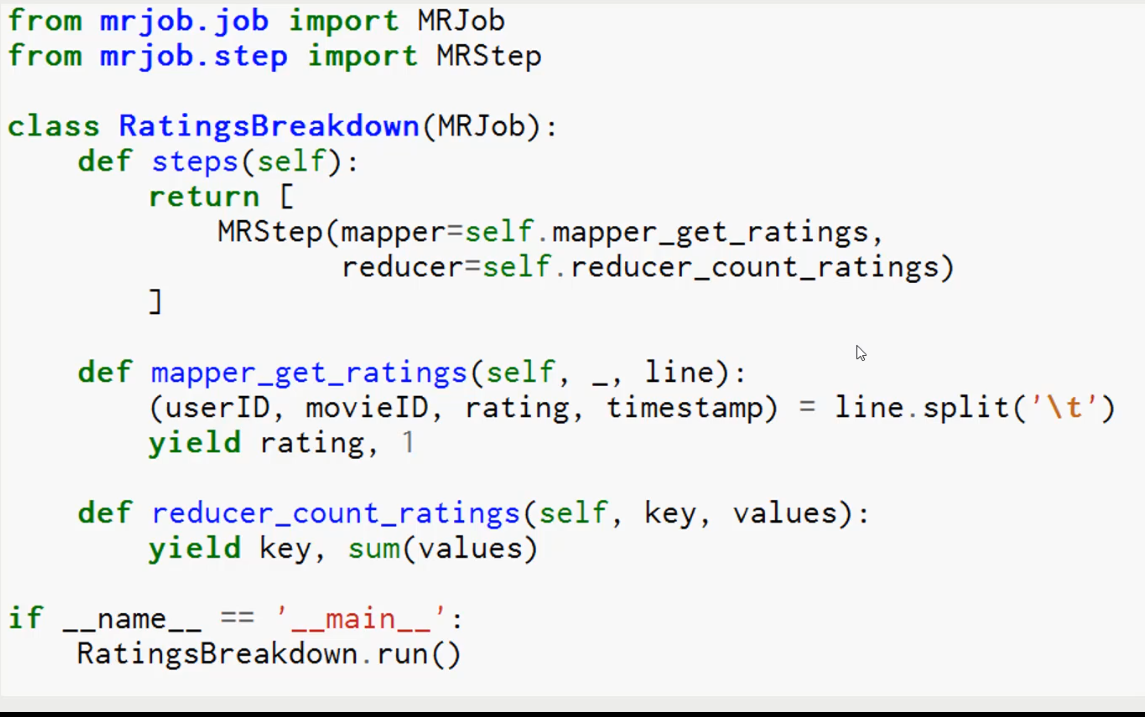 from mrjob.job import MRJob
from mrjob.step import MRStep

class RatingsBreakdown(MRJob):
    def steps(self):
        return [
            MRStep(mapper=self.mapper_get_ratings,
                   reducer=self.reducer_count_ratings)
        ]

    def mapper_get_ratings(self, _, line):
        (userID, movieID, rating, timestamp) = line.split('\t')
        yield rating, 1

    def reducer_count_ratings(self, key, values):
        yield key, sum(values)

if __name__ == '__main__':
    RatingsBreakdown.run()